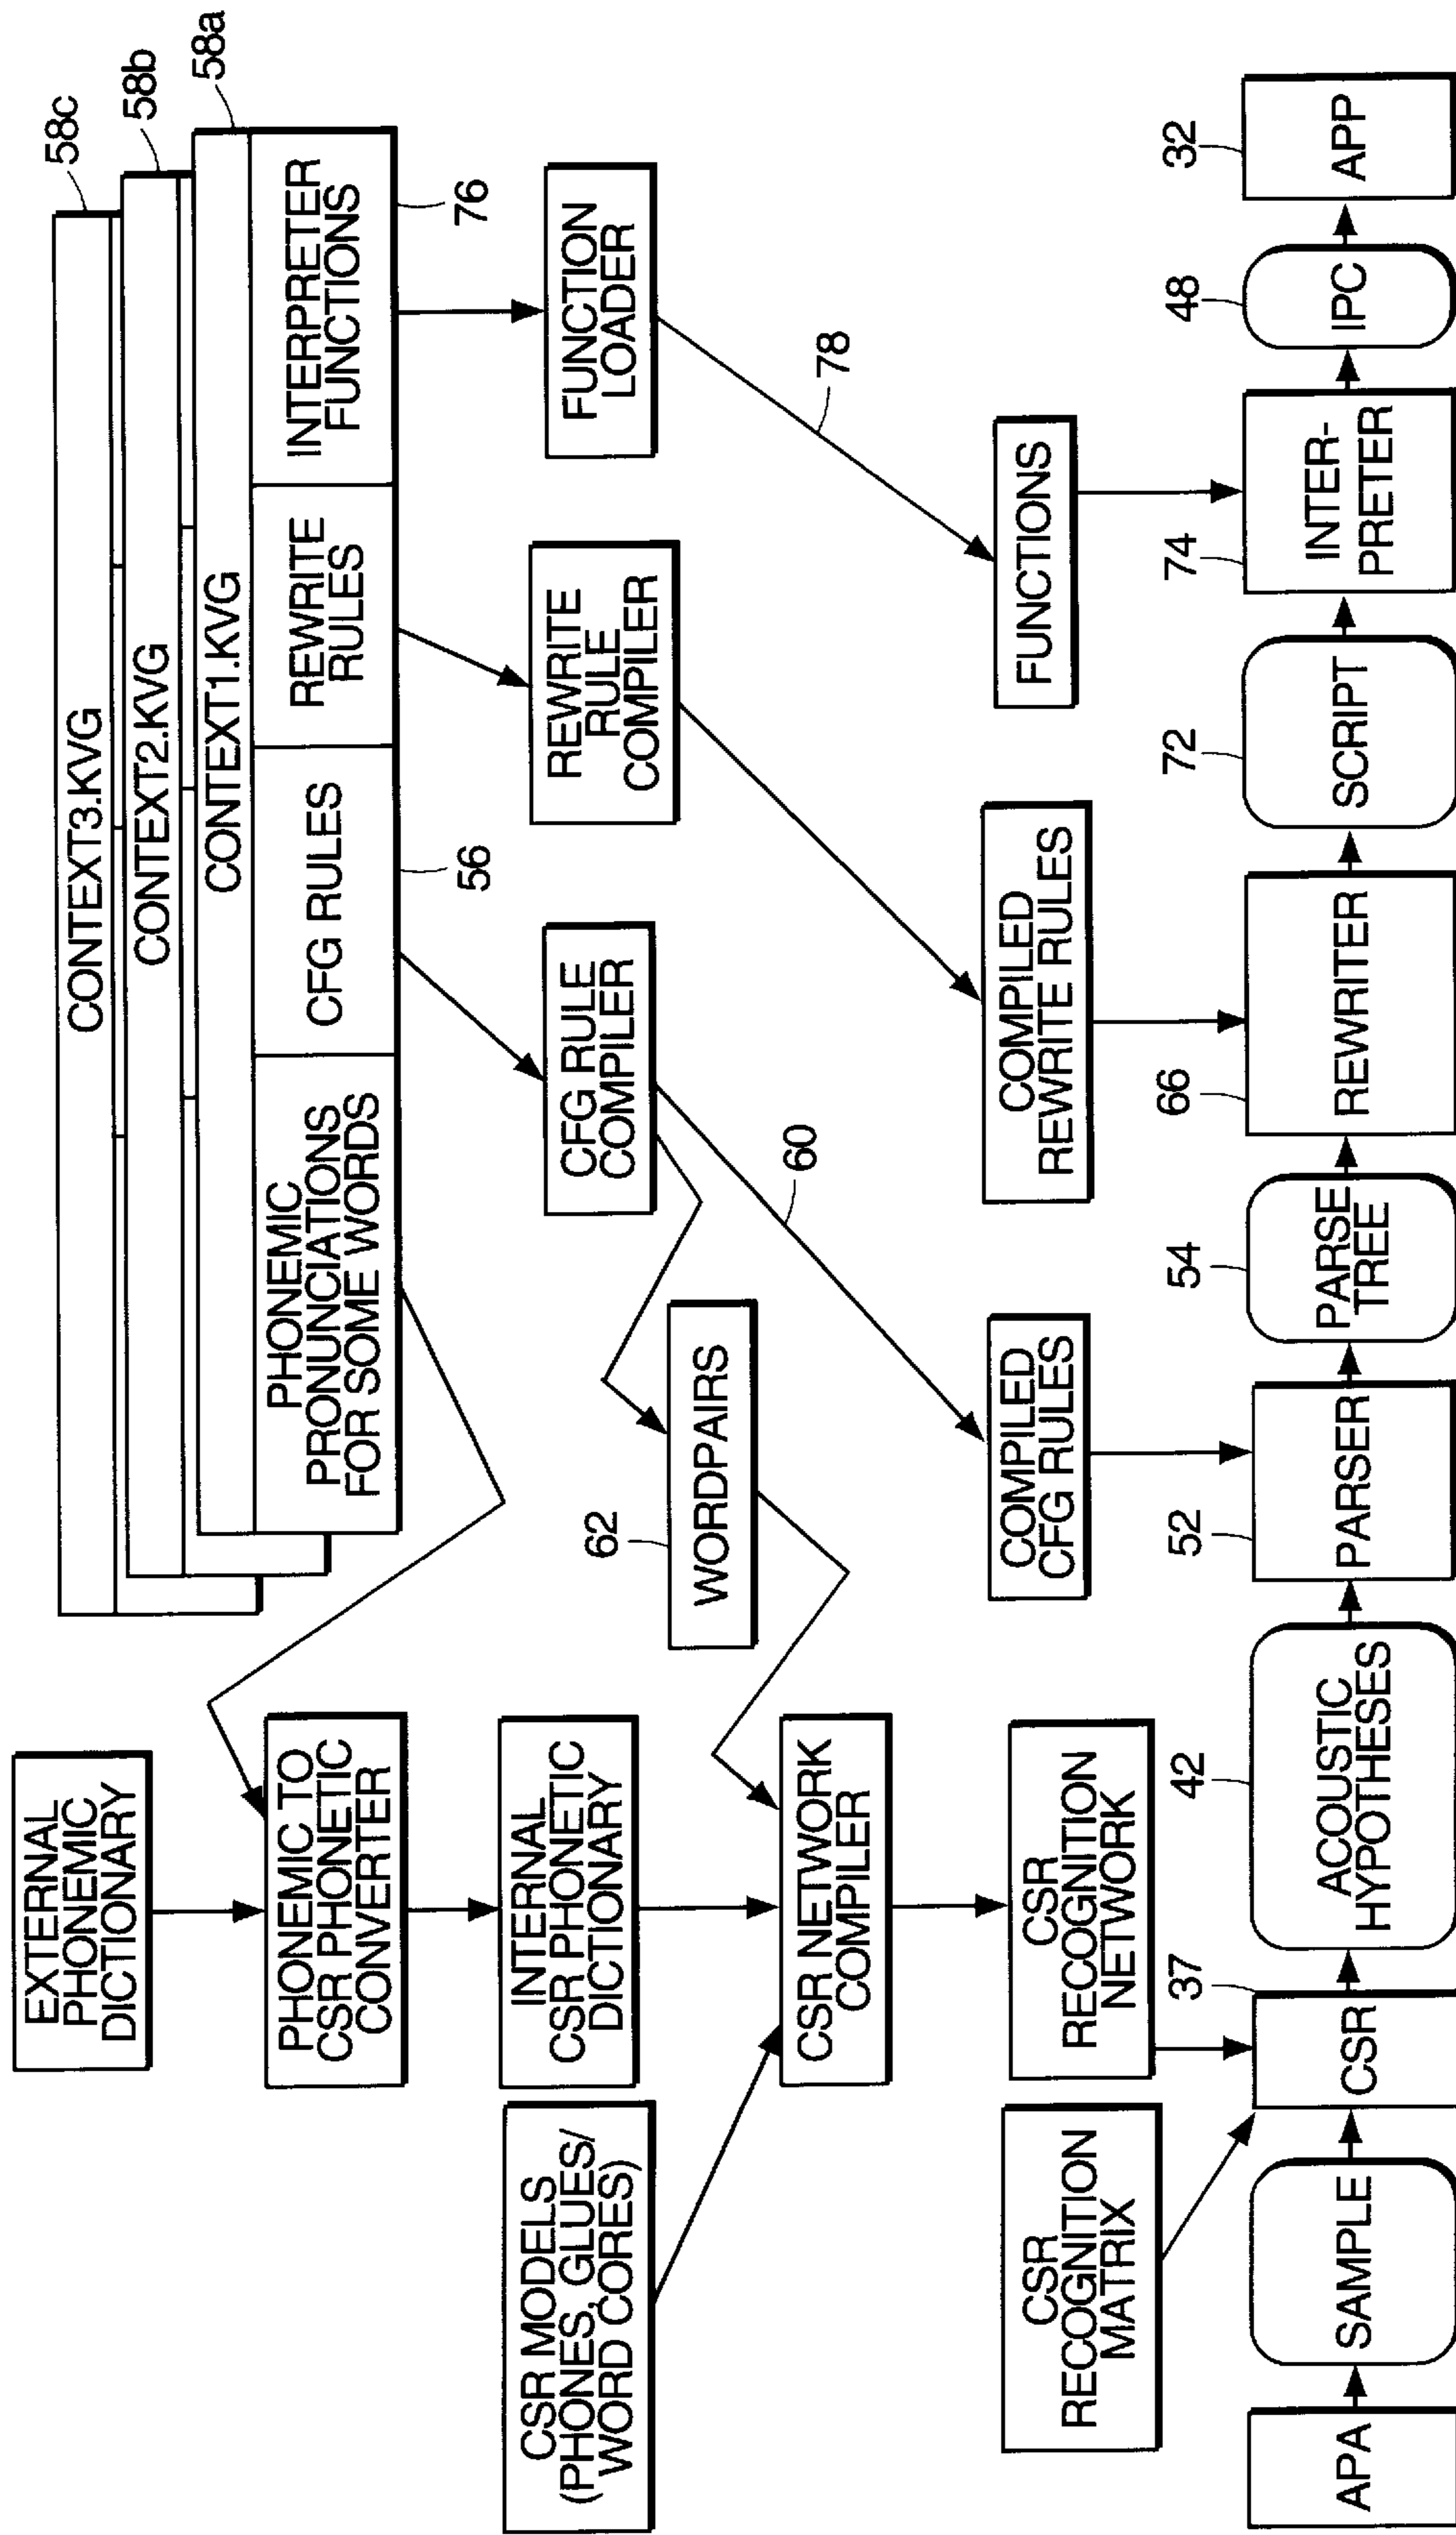 EXTERNAL
PHONEMIC
DICTIONARY
CONTEXT3.KVG
58c
CONTEXT2.KVG
58b
CONTEXT1.KVG
58a
PHONEMIC
PRONUNCIATIONS
FOR SOME WORDS
CFG RULES
REWRITE
RULES
INTERPRETER
FUNCTIONS
56
76
PHONEMIC TO
CSR PHONETIC
CONVERTER
CSR MODELS
(PHONES, GLUES/
WORD CORES)
INTERNAL
CSR PHONETIC
DICTIONARY
CFG RULE
COMPILER
REWRITE
RULE
COMPILER
FUNCTION
LOADER
62
WORDPAIRS
60
78
CSR NETWORK
COMPILER
CSR
RECOGNITION
MATRIX
CSR
RECOGNITION
NETWORK
COMPILED
CFG RULES
COMPILED
REWRITE RULES
FUNCTIONS
37
42
52
54
66
72
74
48
32
APA
SAMPLE
CSR
ACOUSTIC
HYPOTHESES
PARSER
PARSE
TREE
REWRITER
SCRIPT
INTER-
PRETER
IPC
APP